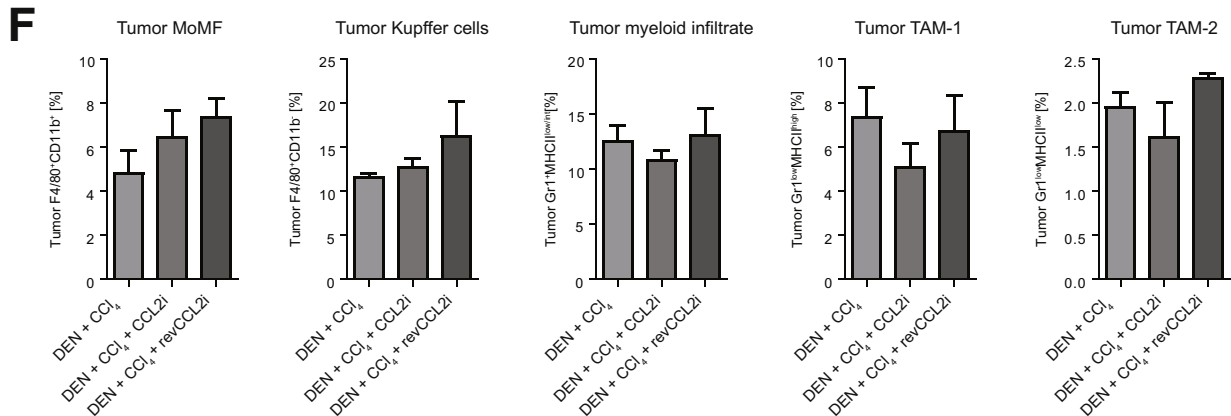 F
Tumor MoMF
Tumor F4/80⁺CD11b⁺ [%]
10
8
6
4
2
0
DEN + CCl₄
DEN + CCl₄ + CCL2i
DEN + CCl₄ + revCCL2i
Tumor Kupffer cells
Tumor F4/80⁺CD11b⁻ [%]
25
20
15
10
5
0
DEN + CCl₄
DEN + CCl₄ + CCL2i
DEN + CCl₄ + revCCL2i
Tumor myeloid infiltrate
Tumor Gr1⁺MHCII^low/int[%]
20
15
10
5
0
DEN + CCl₄
DEN + CCl₄ + CCL2i
DEN + CCl₄ + revCCL2i
Tumor TAM-1
Tumor Gr1^lowMHCII^high [%]
10
8
6
4
2
0
DEN + CCl₄
DEN + CCl₄ + CCL2i
DEN + CCl₄ + revCCL2i
Tumor TAM-2
Tumor Gr1^lowMHCII^low [%]
2.5
2.0
1.5
1.0
0.5
0.0
DEN + CCl₄
DEN + CCl₄ + CCL2i
DEN + CCl₄ + revCCL2i